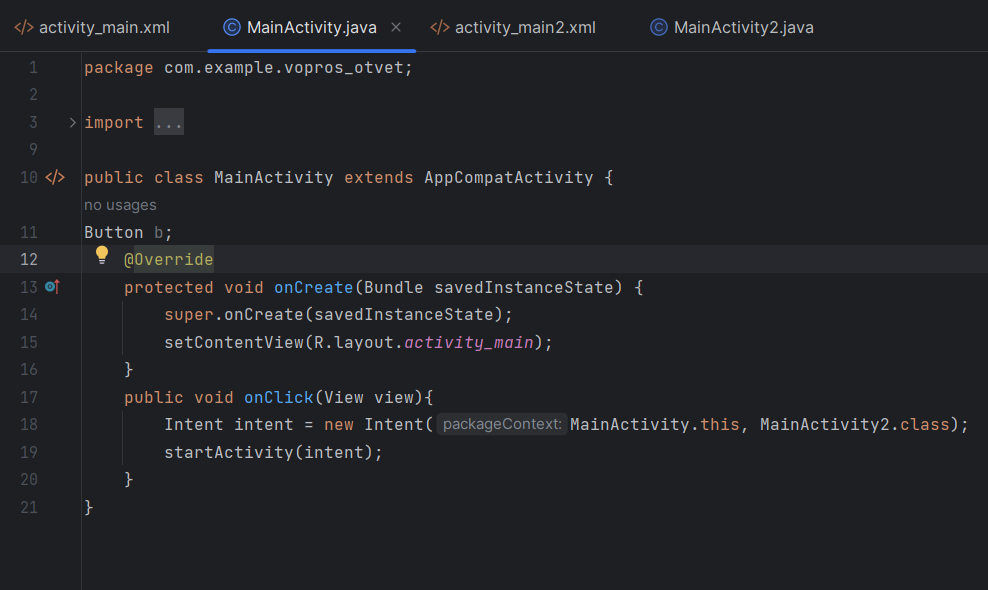 </> activity_main.xml © MainActivity.java × </> activity_main2.xml © MainActivity2.java
1 package com.example.vopros_otvet;
2
3 > import ...
9
10 </> public class MainActivity extends AppCompatActivity {
no usages
11 Button b;
12 @Override
13 protected void onCreate(Bundle savedInstanceState) {
14 super.onCreate(savedInstanceState);
15 setContentView(R.layout.activity_main);
16 }
17 public void onClick(View view){
18 Intent intent = new Intent( packageContext: MainActivity.this, MainActivity2.class);
19 startActivity(intent);
20 }
21 }